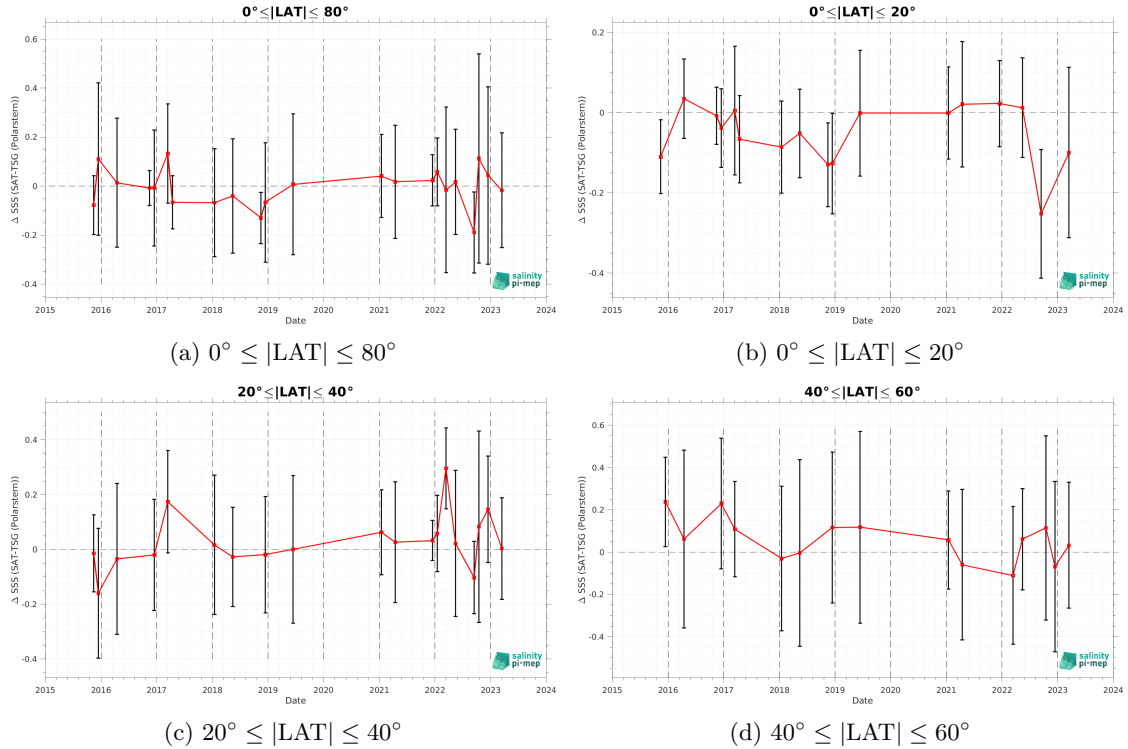 0°≤|LAT|≤ 80°
Δ SSS (SAT-TSG (Polarstern))
0.6
0.4
0.2
0
-0.2
-0.4
2015 2016 2017 2018 2019 2020 2021 2022 2023 2024
Date
salinity
pi-mep
(a) 0° ≤ |LAT| ≤ 80°
0°≤|LAT|≤ 20°
Δ SSS (SAT-TSG (Polarstern))
0.2
0
-0.2
-0.4
2015 2016 2017 2018 2019 2020 2021 2022 2023 2024
Date
salinity
pi-mep
(b) 0° ≤ |LAT| ≤ 20°
20°≤|LAT|≤ 40°
Δ SSS (SAT-TSG (Polarstern))
0.4
0.2
0
-0.2
-0.4
2015 2016 2017 2018 2019 2020 2021 2022 2023 2024
Date
salinity
pi-mep
(c) 20° ≤ |LAT| ≤ 40°
40°≤|LAT|≤ 60°
Δ SSS (SAT-TSG (Polarstern))
0.6
0.4
0.2
0
-0.2
-0.4
2015 2016 2017 2018 2019 2020 2021 2022 2023 2024
Date
salinity
pi-mep
(d) 40° ≤ |LAT| ≤ 60°